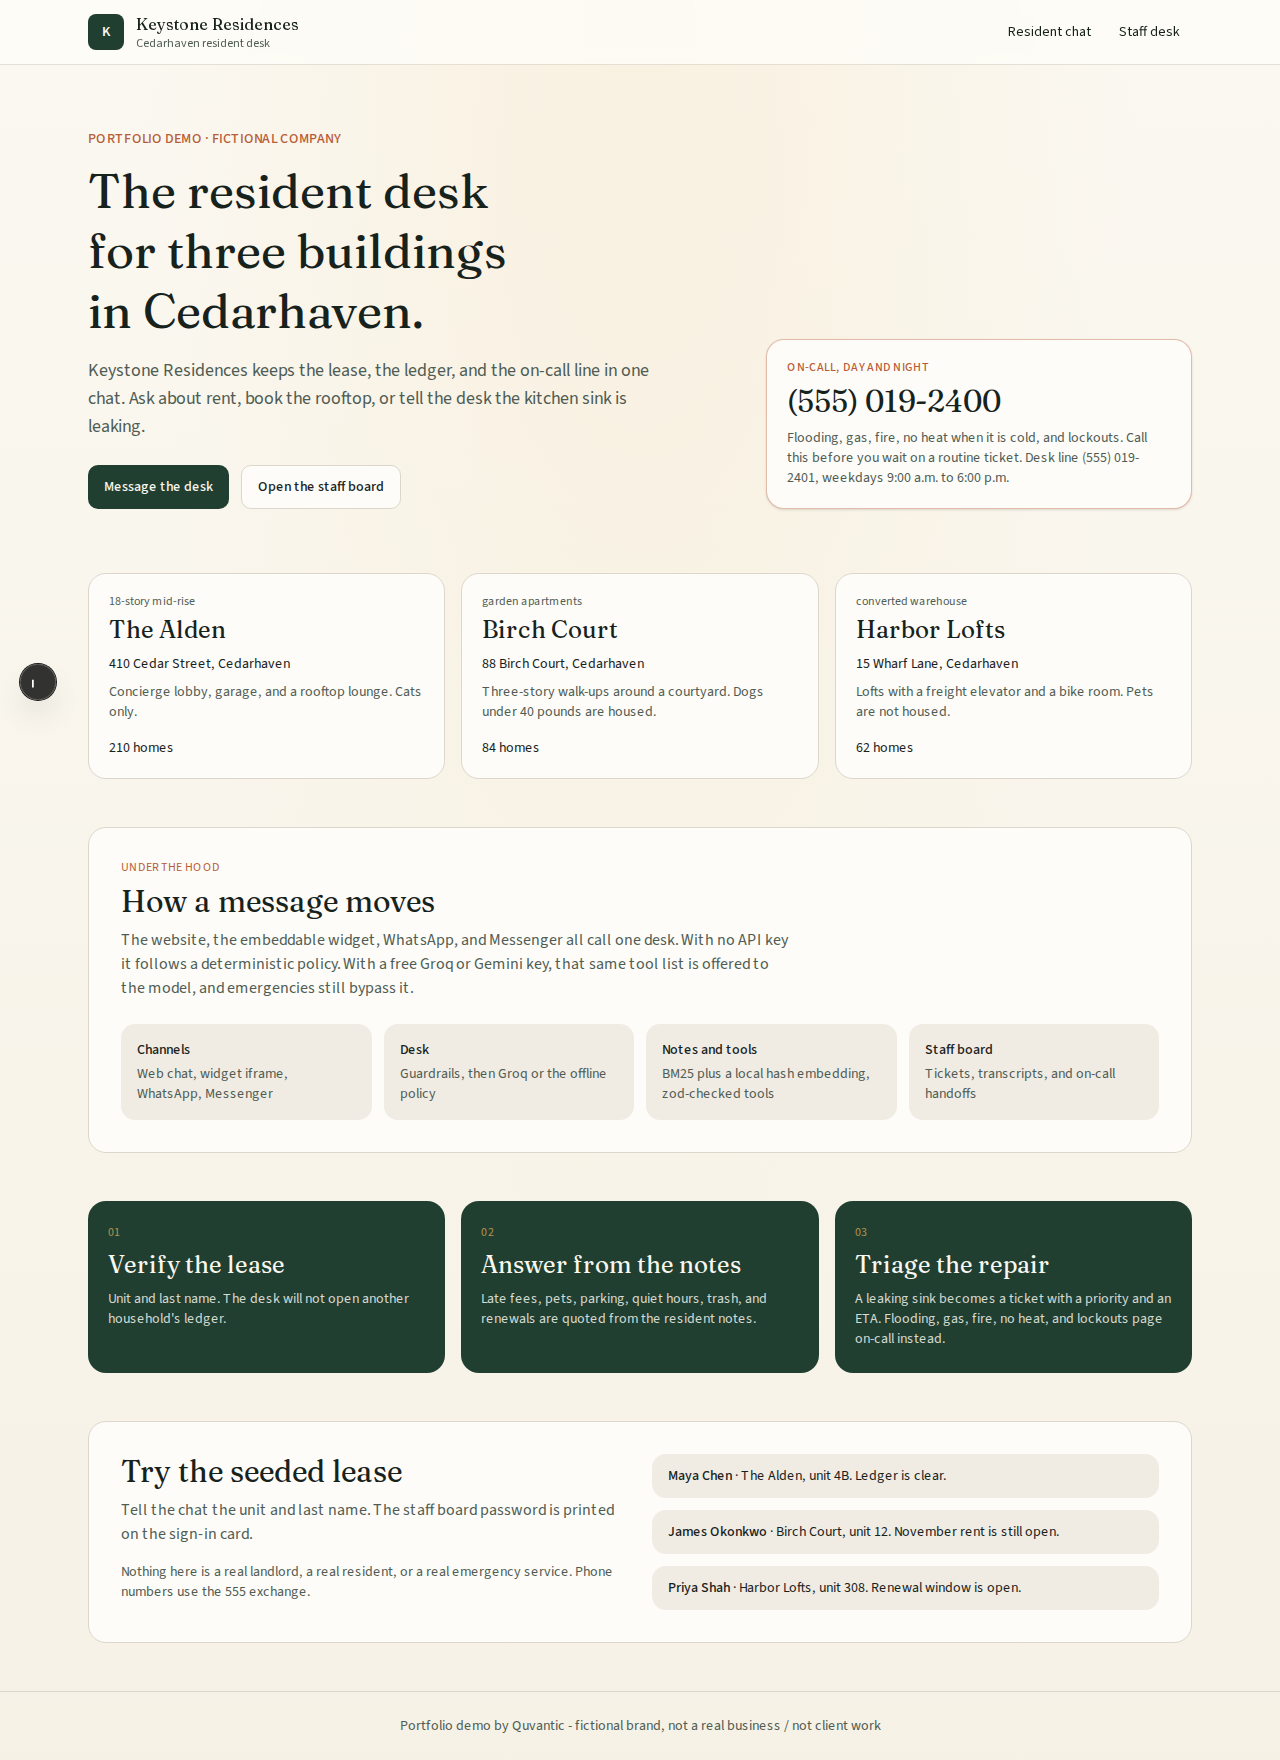 K
Keystone Residences
Cedarhaven resident desk
Resident chat
Staff desk
PORTFOLIO DEMO · FICTIONAL COMPANY
The resident desk
for three buildings
in Cedarhaven.
Keystone Residences keeps the lease, the ledger, and the on-call line in one
chat. Ask about rent, book the rooftop, or tell the desk the kitchen sink is
leaking.
Message the desk
Open the staff board
ON-CALL, DAY AND NIGHT
(555) 019-2400
Flooding, gas, fire, no heat when it is cold, and lockouts. Call
this before you wait on a routine ticket. Desk line (555) 019-
2401, weekdays 9:00 a.m. to 6:00 p.m.
18-story mid-rise
The Alden
410 Cedar Street, Cedarhaven
Concierge lobby, garage, and a rooftop lounge. Cats
only.
210 homes
garden apartments
Birch Court
88 Birch Court, Cedarhaven
Three-story walk-ups around a courtyard. Dogs
under 40 pounds are housed.
84 homes
converted warehouse
Harbor Lofts
15 Wharf Lane, Cedarhaven
Lofts with a freight elevator and a bike room. Pets
are not housed.
62 homes
UNDER THE HOOD
How a message moves
The website, the embeddable widget, WhatsApp, and Messenger all call one desk. With no API key
it follows a deterministic policy. With a free Groq or Gemini key, that same tool list is offered to
the model, and emergencies still bypass it.
Channels
Web chat, widget iframe,
WhatsApp, Messenger
Desk
Guardrails, then Groq or the offline
policy
Notes and tools
BM25 plus a local hash embedding,
zod-checked tools
Staff board
Tickets, transcripts, and on-call
handoffs
01
Verify the lease
Unit and last name. The desk will not open another
household's ledger.
02
Answer from the notes
Late fees, pets, parking, quiet hours, trash, and
renewals are quoted from the resident notes.
03
Triage the repair
A leaking sink becomes a ticket with a priority and an
ETA. Flooding, gas, fire, no heat, and lockouts page
on-call instead.
Try the seeded lease
Tell the chat the unit and last name. The staff board password is printed
on the sign-in card.
Nothing here is a real landlord, a real resident, or a real emergency service. Phone
numbers use the 555 exchange.
Maya Chen · The Alden, unit 4B. Ledger is clear.
James Okonkwo · Birch Court, unit 12. November rent is still open.
Priya Shah · Harbor Lofts, unit 308. Renewal window is open.
Portfolio demo by Quvantic - fictional brand, not a real business / not client work